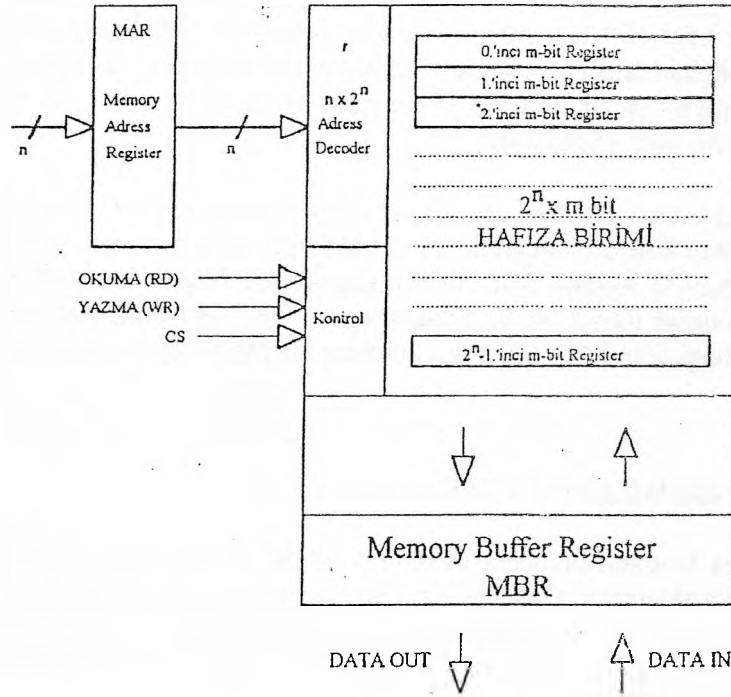 MAR
Memory
Adress
Register
n
n
r
n x 2^n
Adress
Decoder
0.'inci m-bit Register
1.'inci m-bit Register
2.'inci m-bit Register
2^n x m bit
HAFIZA BİRİMİ
2^n-1.'inci m-bit Register
OKUMA (RD)
YAZMA (WR)
CS
Kontrol
Memory Buffer Register
MBR
DATA OUT
DATA IN